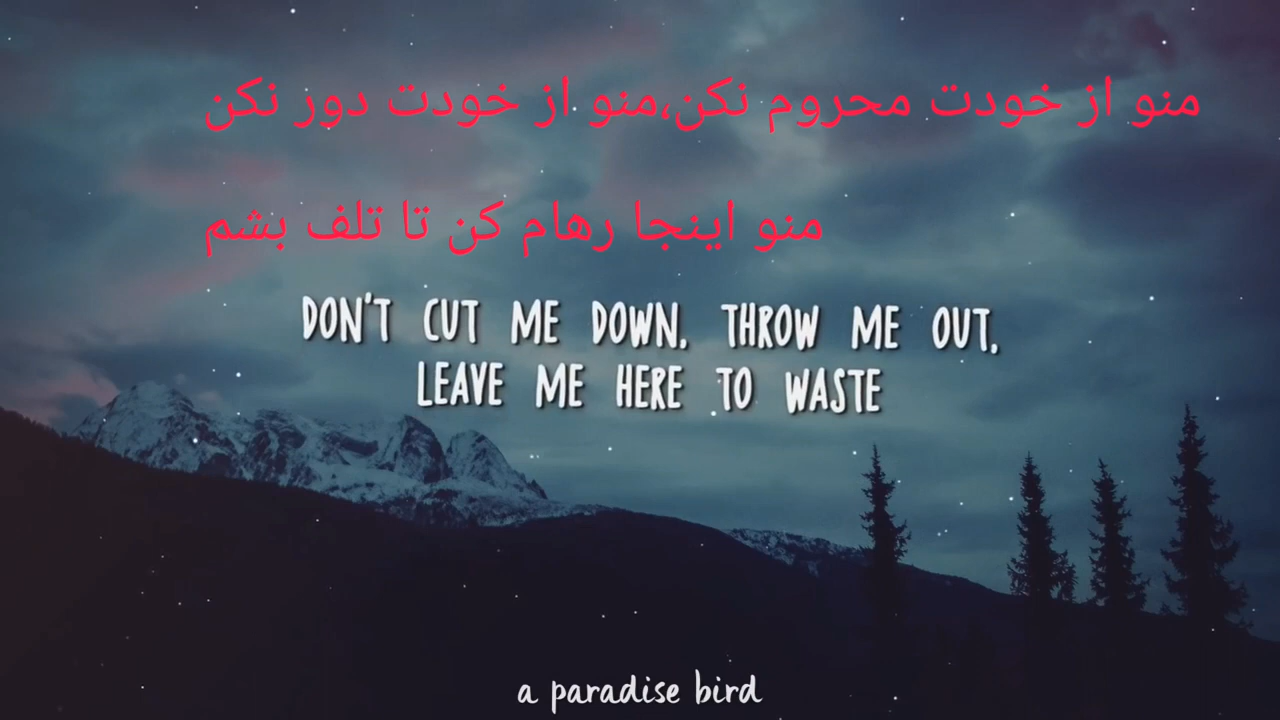 منو از خودت محروم نکن،منو از خودت دور نکن
منو اینجا رهام کن تا تلف بشم
DON'T CUT ME DOWN, THROW ME OUT,
LEAVE ME HERE TO WASTE
a paradise bird